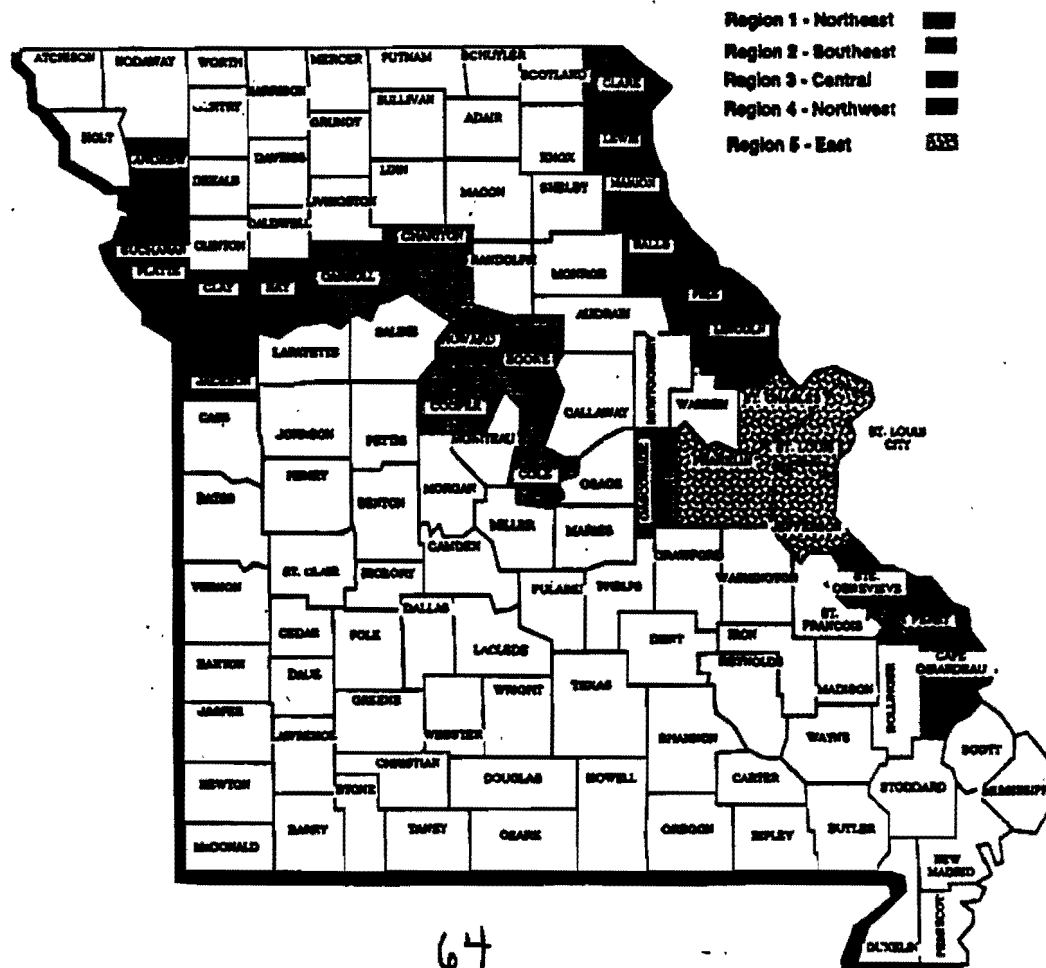 Region 1 - Northeast
Region 2 - Southeast
Region 3 - Central
Region 4 - Northwest
Region 5 - East
ATCHISON
NODAWAY
WORTH
HARRISON
MERCER
PUTNAM
SCHUYLER
SCOTLAND
CLARK
GENTRY
SULLIVAN
ADAIR
GRUNDY
HOLT
LEWIS
ANDREW
DAVIESS
KNOX
DEKALB
LINN
MACON
SHELBY
MARION
LIVINGSTON
CALDWELL
BUCHANAN
CLINTON
CHARITON
RANDOLPH
RALLS
PLATTE
CLAY
RAY
CARROLL
MONROE
PIKE
AUDRAIN
LINCOLN
SALINE
HOWARD
LAFAYETTE
BOONE
MONTGOMERY
JACKSON
COOPER
CALLAWAY
WARREN
ST. CHARLES
CASS
JOHNSON
PETTIS
MONITEAU
ST. LOUIS
CITY
ST. LOUIS
FRANKLIN
HENRY
COLE
OSAGE
GASCONADE
BATES
BENTON
MORGAN
MILLER
MARIES
JEFFERSON
CAMDEN
CRAWFORD
VERNON
ST. CLAIR
HICKORY
PULASKI
PHELPS
WASHINGTON
STE.
GENEVIEVE
DALLAS
ST.
FRANCOIS
PERRY
CEDAR
POLK
LACLEDE
DENT
IRON
BARTON
DADE
REYNOLDS
CAPE
GIRARDEAU
WRIGHT
TEXAS
MADISON
BOLLINGER
GREENE
JASPER
LAWRENCE
WEBSTER
SHANNON
WAYNE
SCOTT
CHRISTIAN
NEWTON
STONE
DOUGLAS
HOWELL
CARTER
STODDARD
MISSISSIPPI
BARRY
TANEY
OZARK
OREGON
RIPLEY
BUTLER
McDONALD
NEW
MADRID
PEMISCOT
DUNKLIN
64